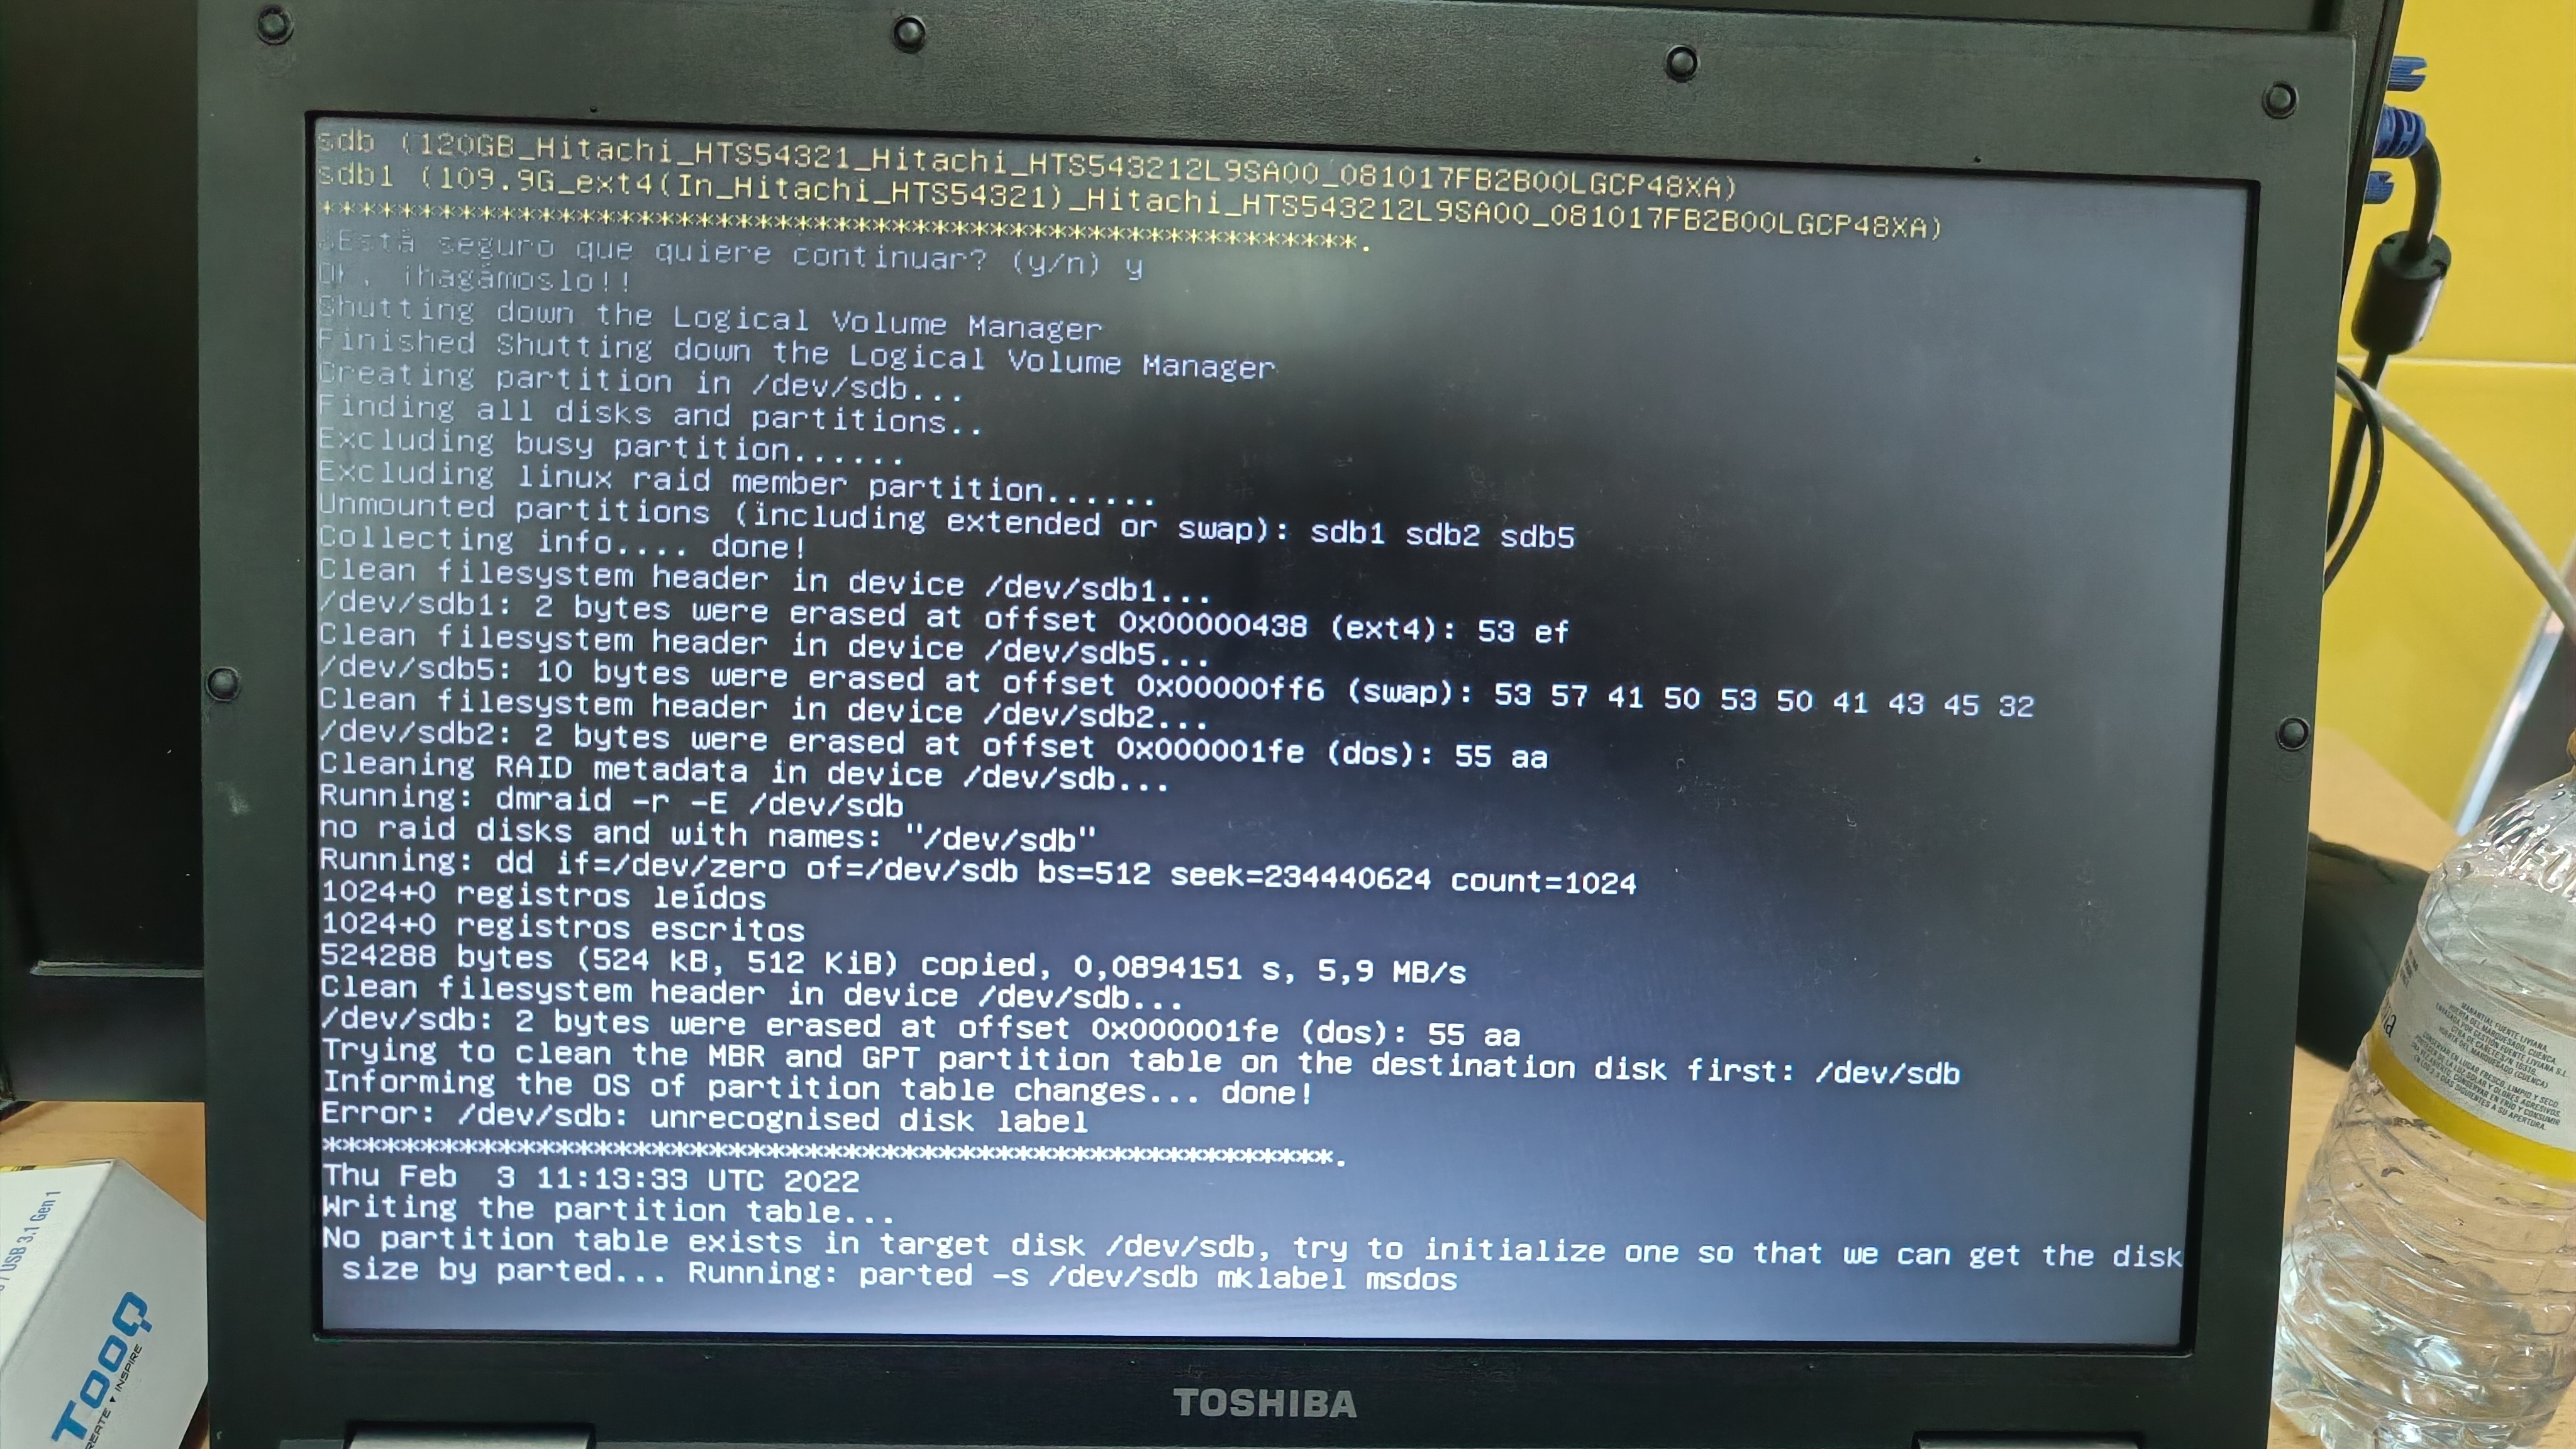 sdb (120GB_Hitachi_HTS54321_Hitachi_HTS543212L9SA00_081017FB2B00LGCP48XA)
sdb1 (109.9G_ext4(In_Hitachi_HTS54321)_Hitachi_HTS543212L9SA00_081017FB2B00LGCP48XA)
*****************************************************.
¿Está seguro que quiere continuar? (y/n) y
OK, ¡hagámoslo!!
Shutting down the Logical Volume Manager
Finished Shutting down the Logical Volume Manager
Creating partition in /dev/sdb...
Finding all disks and partitions..
Excluding busy partition......
Excluding linux raid member partition......
Unmounted partitions (including extended or swap): sdb1 sdb2 sdb5
Collecting info.... done!
Clean filesystem header in device /dev/sdb1...
/dev/sdb1: 2 bytes were erased at offset 0x00000438 (ext4): 53 ef
Clean filesystem header in device /dev/sdb5...
/dev/sdb5: 10 bytes were erased at offset 0x00000ff6 (swap): 53 57 41 50 53 50 41 43 45 32
Clean filesystem header in device /dev/sdb2...
/dev/sdb2: 2 bytes were erased at offset 0x000001fe (dos): 55 aa
Cleaning RAID metadata in device /dev/sdb...
Running: dmraid -r -E /dev/sdb
no raid disks and with names: "/dev/sdb"
Running: dd if=/dev/zero of=/dev/sdb bs=512 seek=234440624 count=1024
1024+0 registros leídos
1024+0 registros escritos
524288 bytes (524 kB, 512 KiB) copied, 0,0894151 s, 5,9 MB/s
Clean filesystem header in device /dev/sdb...
/dev/sdb: 2 bytes were erased at offset 0x000001fe (dos): 55 aa
Trying to clean the MBR and GPT partition table on the destination disk first: /dev/sdb
Informing the OS of partition table changes... done!
Error: /dev/sdb: unrecognised disk label
*****************************************************.
Thu Feb  3 11:13:33 UTC 2022
Writing the partition table...
No partition table exists in target disk /dev/sdb, try to initialize one so that we can get the disk
size by parted... Running: parted -s /dev/sdb mklabel msdos
TOSHIBA
/ USB 3.1 Gen 1
TOOQ
CREATE ▾ INSPIRE